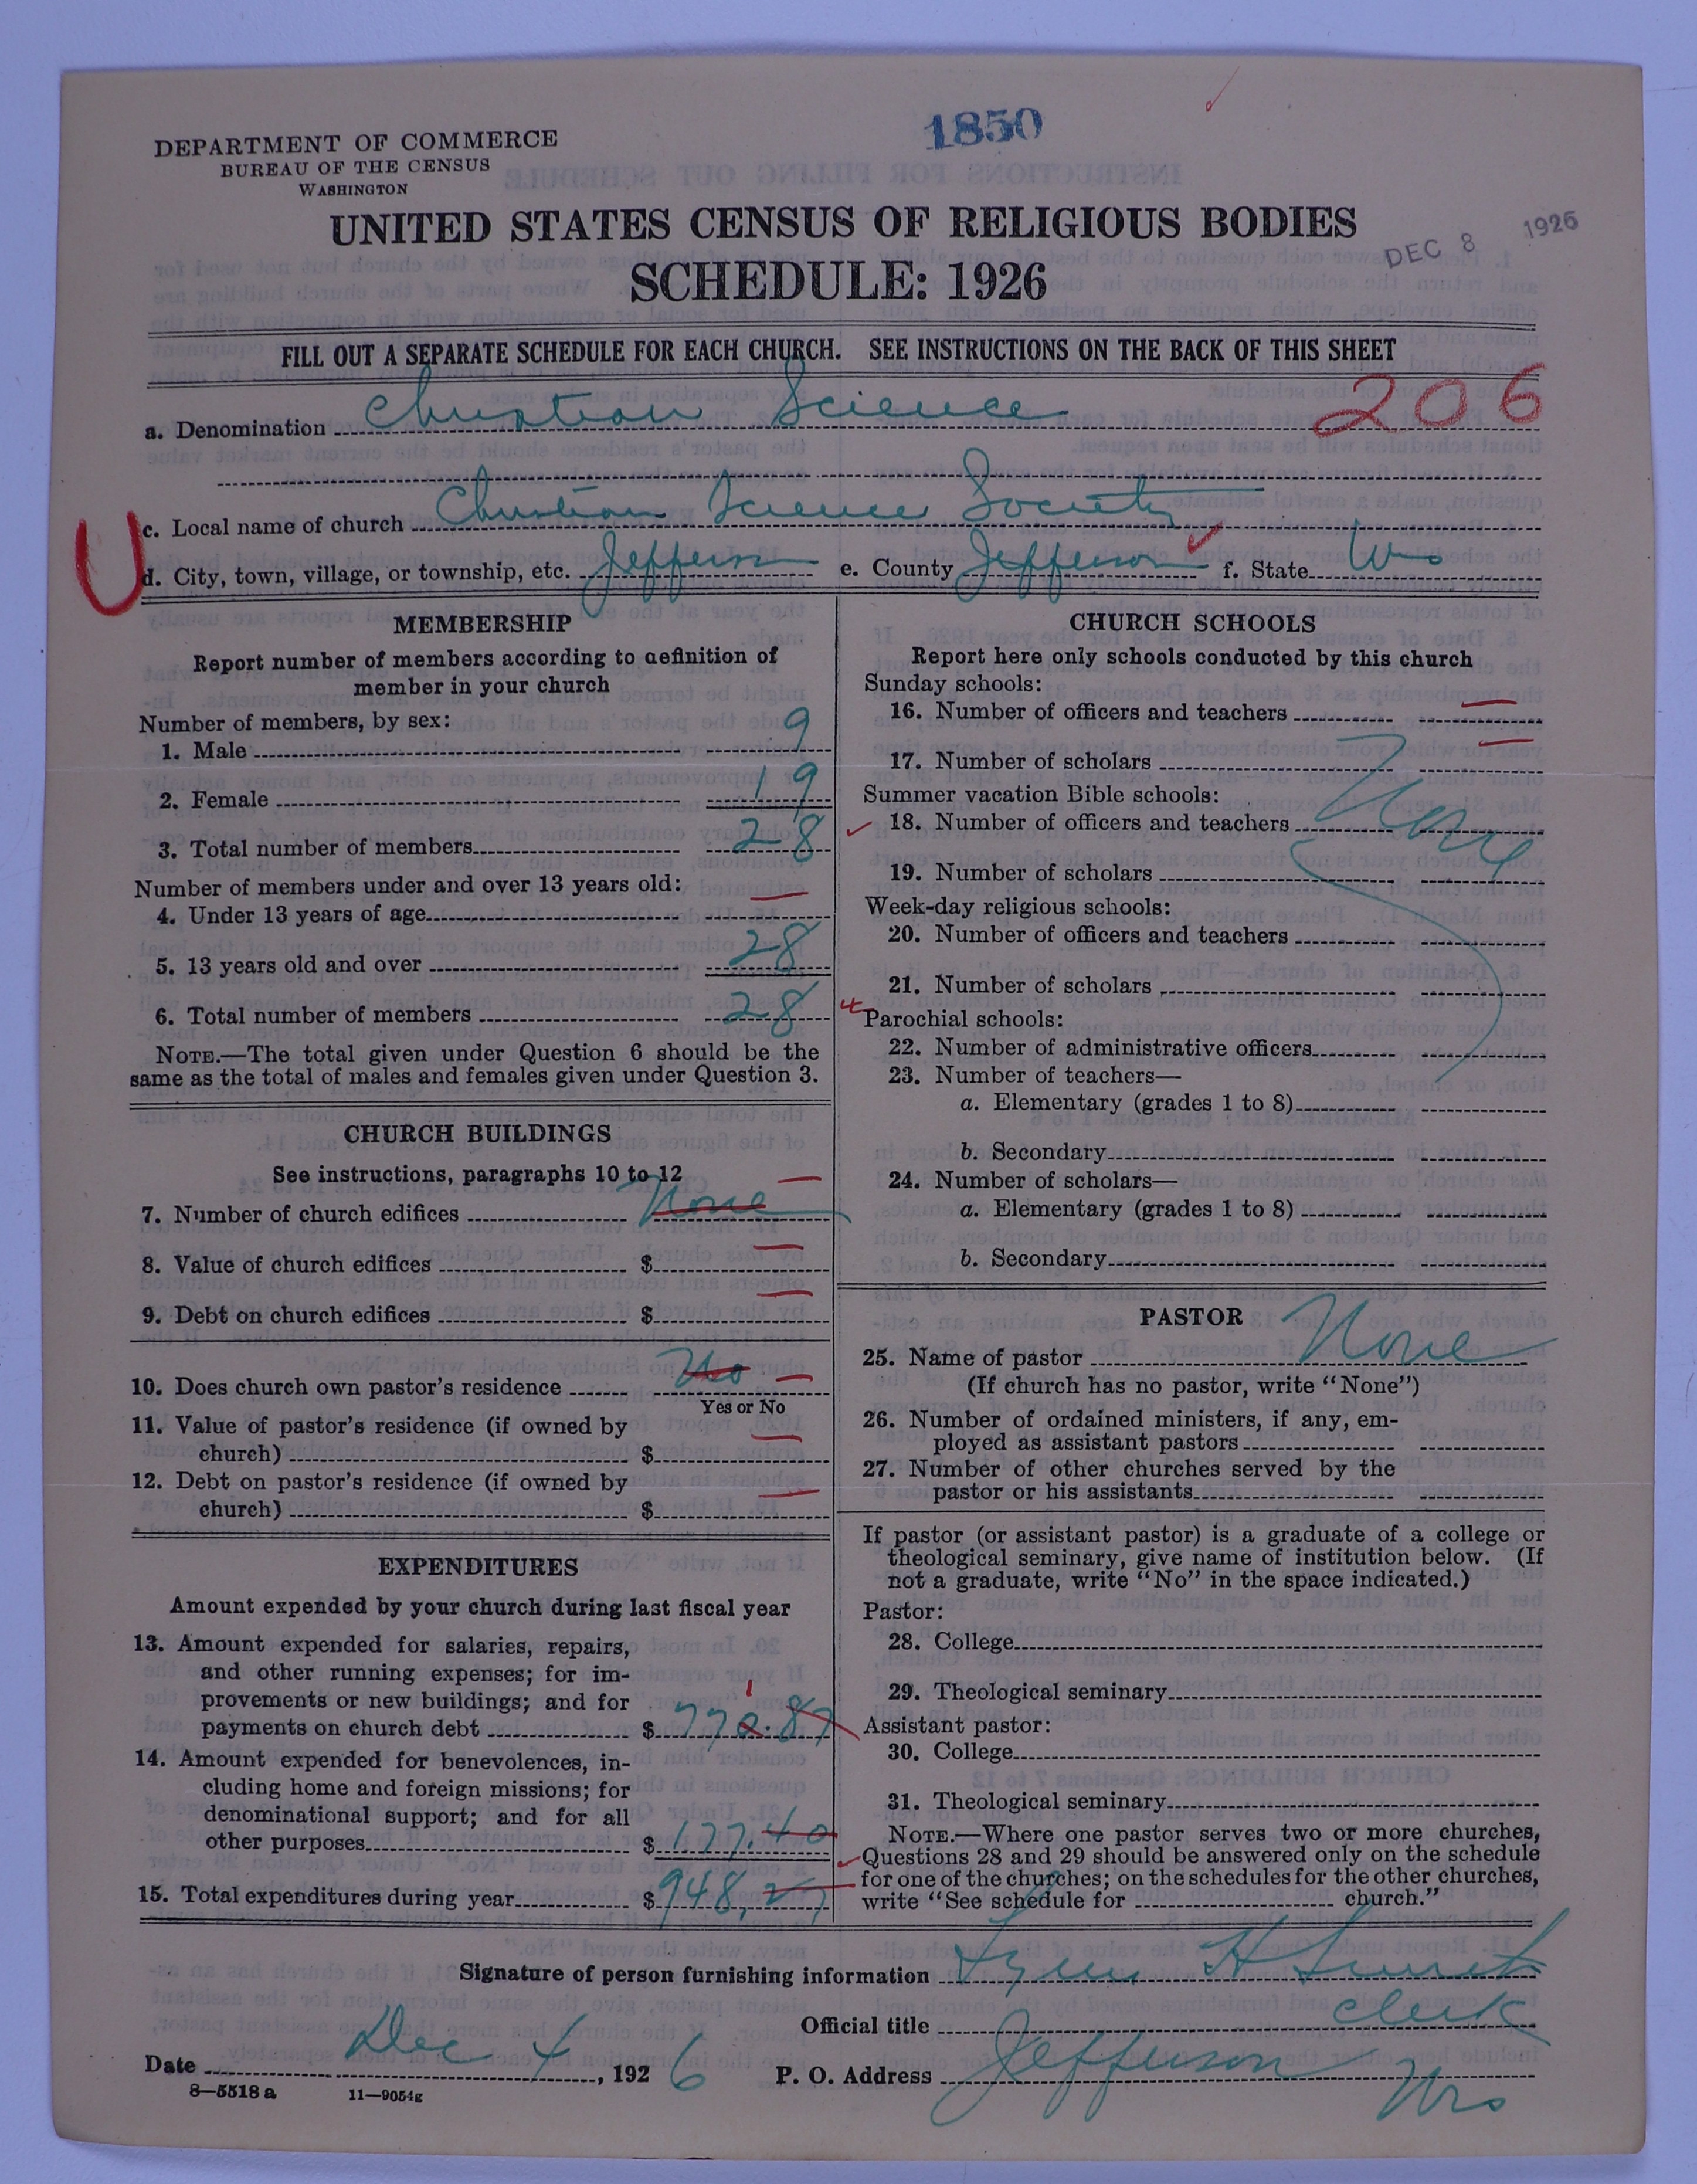 1850
DEPARTMENT OF COMMERCE
BUREAU OF THE CENSUS
WASHINGTON
UNITED STATES CENSUS OF RELIGIOUS BODIES
DEC 8 1926
SCHEDULE: 1926
FILL OUT A SEPARATE SCHEDULE FOR EACH CHURCH. SEE INSTRUCTIONS ON THE BACK OF THIS SHEET
a. Denomination Christian Science 206
c. Local name of church Christian Science Society
U
d. City, town, village, or township, etc. Jefferson e. County Jefferson f. State Wis
MEMBERSHIP
Report number of members according to definition of
member in your church
Number of members, by sex:
1. Male 9
2. Female 19
3. Total number of members 28
Number of members under and over 13 years old:
4. Under 13 years of age —
5. 13 years old and over 28
6. Total number of members 28
NOTE.—The total given under Question 6 should be the
same as the total of males and females given under Question 3.
CHURCH BUILDINGS
See instructions, paragraphs 10 to 12
7. Number of church edifices None —
8. Value of church edifices $ —
9. Debt on church edifices $ —
10. Does church own pastor's residence No —
Yes or No
11. Value of pastor's residence (if owned by
church) $ —
12. Debt on pastor's residence (if owned by
church) $ —
EXPENDITURES
Amount expended by your church during last fiscal year
13. Amount expended for salaries, repairs,
and other running expenses; for im-
provements or new buildings; and for
1
payments on church debt $ 770.87
14. Amount expended for benevolences, in-
cluding home and foreign missions; for
denominational support; and for all
other purposes $ 177.40
15. Total expenditures during year $ 948,27
CHURCH SCHOOLS
Report here only schools conducted by this church
Sunday schools:
16. Number of officers and teachers —
17. Number of scholars —
Summer vacation Bible schools:
18. Number of officers and teachers None
19. Number of scholars
Week-day religious schools:
20. Number of officers and teachers
21. Number of scholars
Parochial schools:
22. Number of administrative officers
23. Number of teachers—
a. Elementary (grades 1 to 8)
b. Secondary
24. Number of scholars—
a. Elementary (grades 1 to 8)
b. Secondary
PASTOR
25. Name of pastor None
(If church has no pastor, write "None")
26. Number of ordained ministers, if any, em-
ployed as assistant pastors
27. Number of other churches served by the
pastor or his assistants
If pastor (or assistant pastor) is a graduate of a college or
theological seminary, give name of institution below. (If
not a graduate, write "No" in the space indicated.)
Pastor:
28. College
29. Theological seminary
Assistant pastor:
30. College
31. Theological seminary
NOTE.—Where one pastor serves two or more churches,
Questions 28 and 29 should be answered only on the schedule
for one of the churches; on the schedules for the other churches,
write "See schedule for church."
Signature of person furnishing information H
Official title Clerk
Date Dec 4, 1926 P. O. Address Jefferson
Wis
8—5518 a 11—9054g